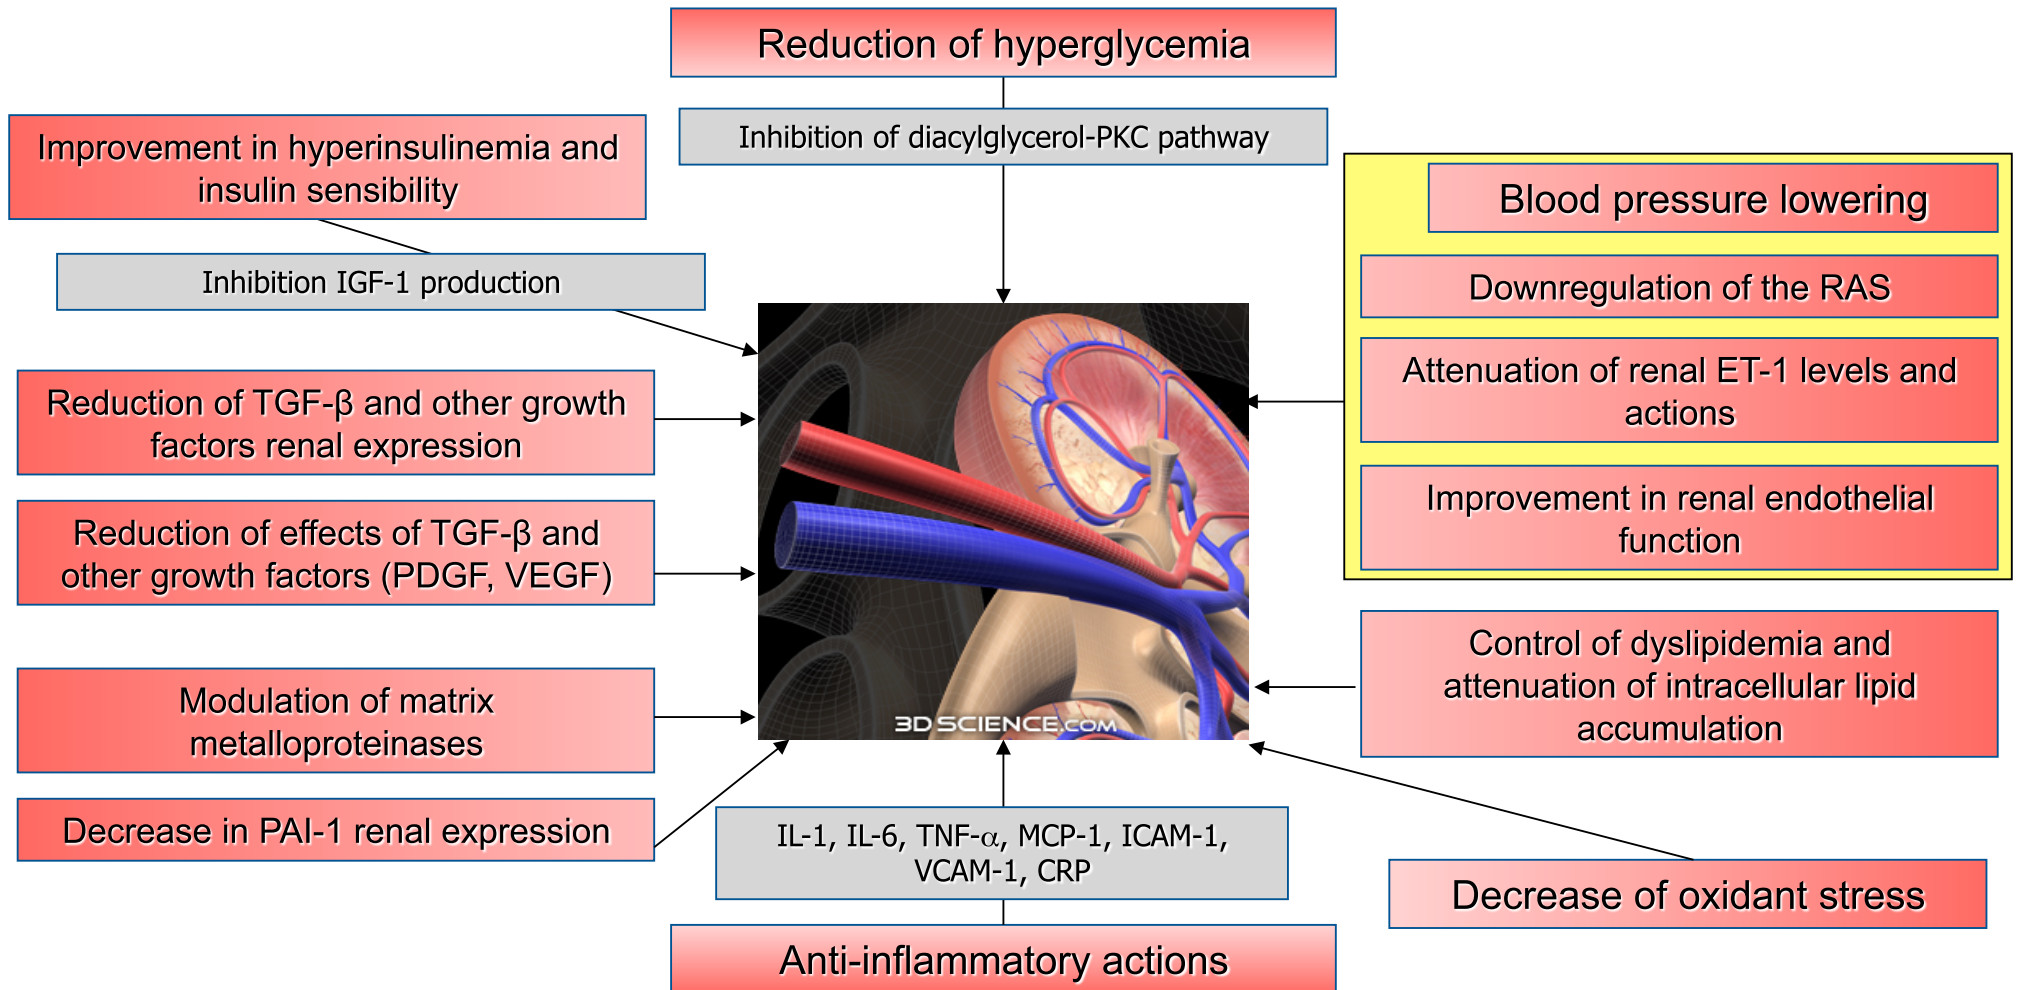 Reduction of hyperglycemia
Inhibition of diacylglycerol-PKC pathway
Improvement in hyperinsulinemia and
insulin sensibility
Inhibition IGF-1 production
Reduction of TGF-β and other growth
factors renal expression
Reduction of effects of TGF-β and
other growth factors (PDGF, VEGF)
Modulation of matrix
metalloproteinases
Decrease in PAI-1 renal expression
Blood pressure lowering
Downregulation of the RAS
Attenuation of renal ET-1 levels and
actions
Improvement in renal endothelial
function
Control of dyslipidemia and
attenuation of intracellular lipid
accumulation
Decrease of oxidant stress
3DSCIENCE.COM
IL-1, IL-6, TNF-α, MCP-1, ICAM-1,
VCAM-1, CRP
Anti-inflammatory actions